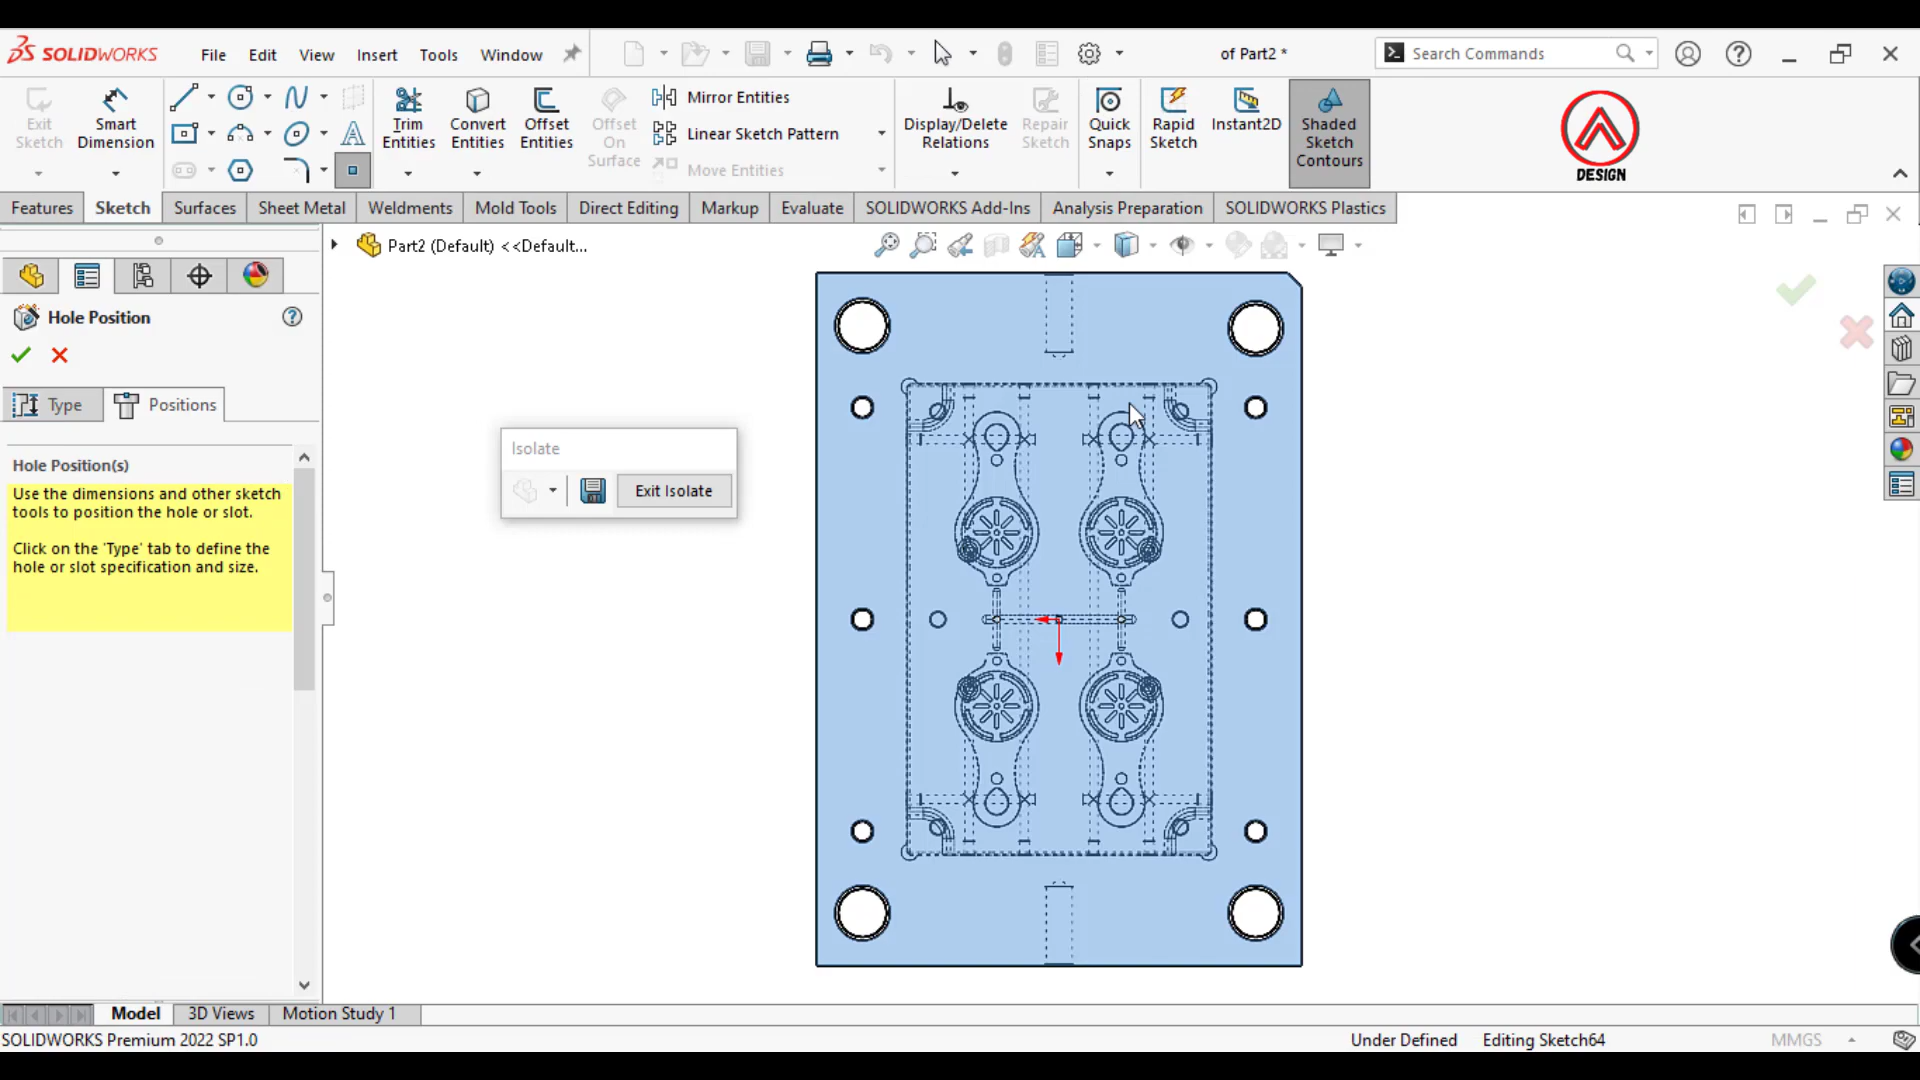 SOLIDWORKS
File Edit View Insert Tools Window
of Part2 *
Search Commands
Exit Sketch
Smart Dimension
Trim Entities
Convert Entities
Offset Entities
Offset On Surface
Mirror Entities
Linear Sketch Pattern
Move Entities
Display/Delete Relations
Repair Sketch
Quick Snaps
Rapid Sketch
Instant2D
Shaded Sketch Contours
DESIGN
Features Sketch Surfaces Sheet Metal Weldments Mold Tools Direct Editing Markup Evaluate SOLIDWORKS Add-Ins Analysis Preparation SOLIDWORKS Plastics
Part2 (Default) <<Default...
Hole Position
Type Positions
Hole Position(s)
Use the dimensions and other sketch
tools to position the hole or slot.
Click on the 'Type' tab to define the
hole or slot specification and size.
Isolate
Exit Isolate
Model 3D Views Motion Study 1
SOLIDWORKS Premium 2022 SP1.0
Under Defined Editing Sketch64 MMGS